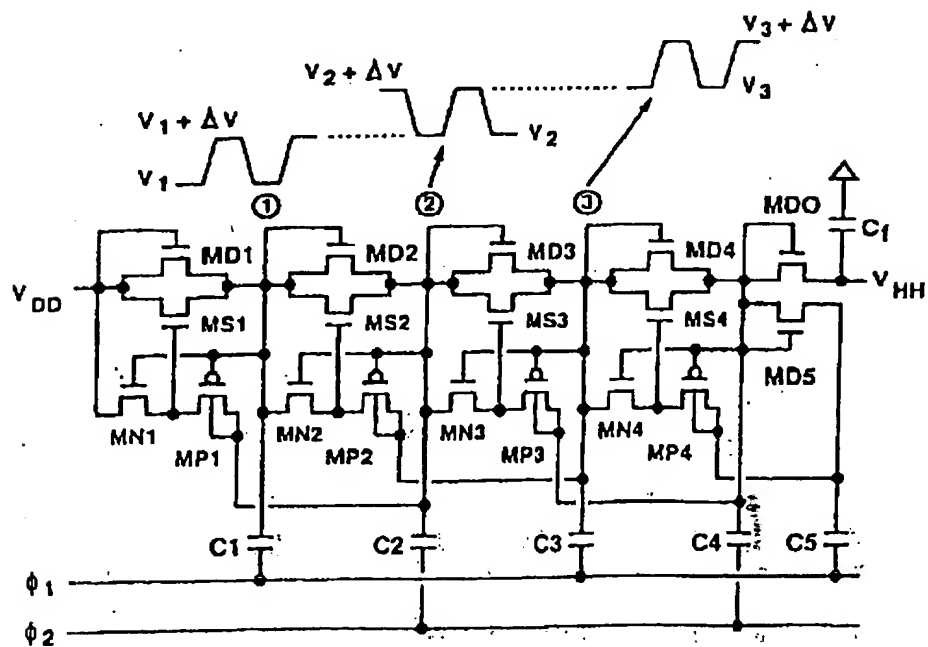 V3 + ΔV
V2 + ΔV
V3
V1 + ΔV
V2
V1
① ② ③
MDO
Cf
MD1 MD2 MD3 MD4
VDD
VHH
MS1 MS2 MS3 MS4
MD5
MN1 MN2 MN3 MN4
MP1 MP2 MP3 MP4
C1 C2 C3 C4 C5
ϕ1
ϕ2